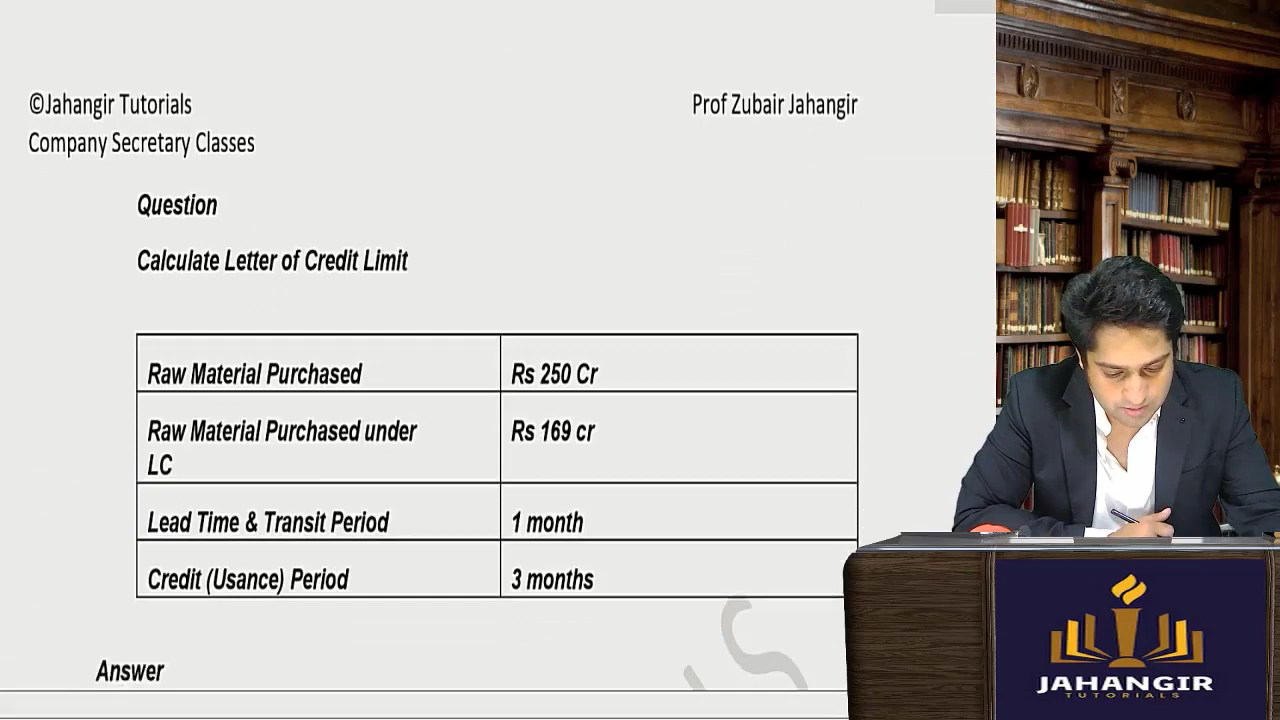 ©Jahangir Tutorials
Prof Zubair Jahangir
Company Secretary Classes
Question
Calculate Letter of Credit Limit
Raw Material Purchased
Rs 250 Cr
Raw Material Purchased under
LC
Rs 169 cr
Lead Time & Transit Period
1 month
Credit (Usance) Period
3 months
Answer
JAHANGIR
TUTORIALS